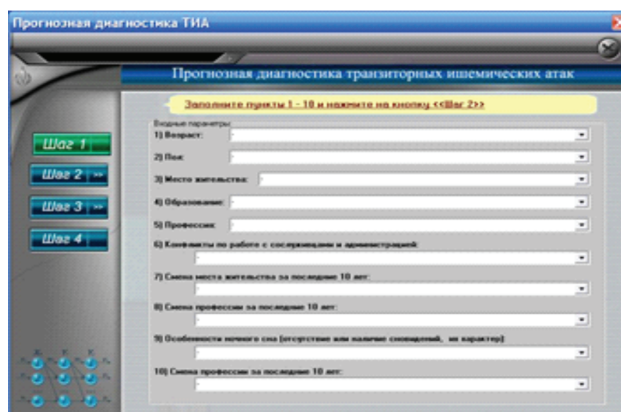 Прогнозная диагностика ТИА
Прогнозная диагностика транзиторных ишемических атак
Заполните пункты 1 - 10 и нажмите на кнопку <<Шаг 2>>
Входные параметры:
1) Возраст:
2) Пол:
3) Место жительства:
4) Образование:
5) Профессия:
6) Конфликты по работе с сослуживцами и администрацией:
7) Смена места жительства за последние 10 лет:
8) Смена профессии за последние 10 лет:
9) Особенности ночного сна (отсутствие или наличие сновидений, их характер):
10) Смена профессии за последние 10 лет:
Шаг 1
Шаг 2 >>
Шаг 3 >>
Шаг 4